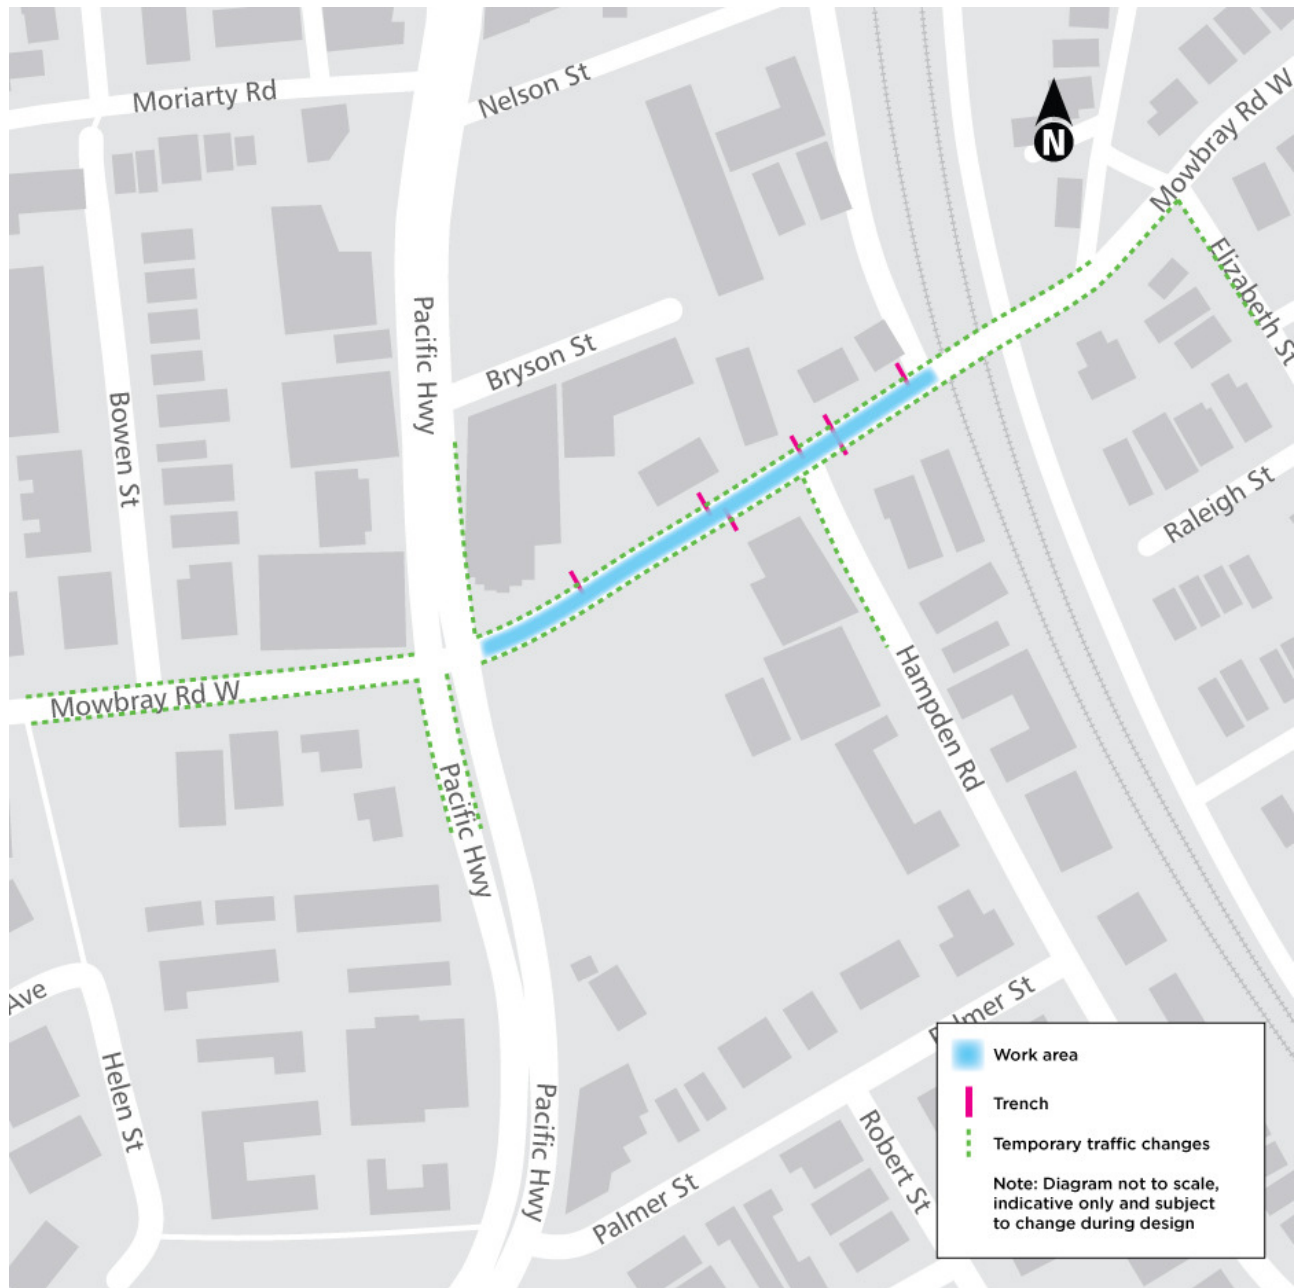 Moriarty Rd
Nelson St
N
Mowbray Rd W
Elizabeth St
Pacific Hwy
Bryson St
Bowen St
Raleigh St
Mowbray Rd W
Hampden Rd
Pacific Hwy
Ave
Helen St
Palmer St
Pacific Hwy
Robert St
Palmer St
Work area
Trench
Temporary traffic changes
Note: Diagram not to scale,
indicative only and subject
to change during design